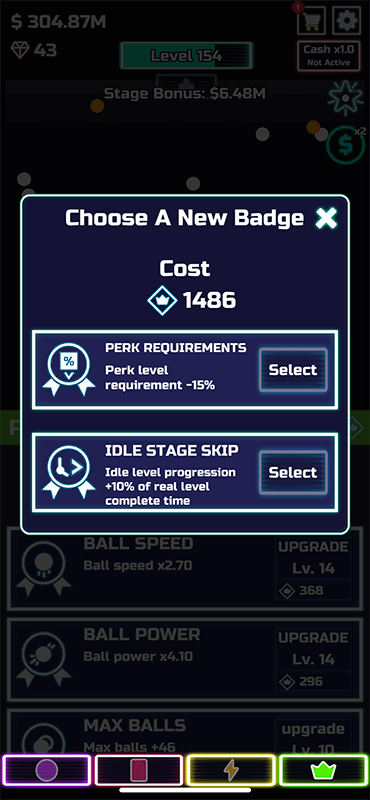 $ 304.87M
43
Level 154
1
Cash x1.0
Not Active
Stage Bonus: $6.48M
$ x2
Choose A New Badge
Cost
1486
%
PERK REQUIREMENTS
Perk level
requirement -15%
Select
IDLE STAGE SKIP
Idle level progression
+10% of real level
complete time
Select
BALL SPEED
Ball speed x2.70
UPGRADE
Lv. 14
368
BALL POWER
Ball power x4.10
UPGRADE
Lv. 14
296
MAX BALLS
Max balls +46
upgrade
Lv. 10